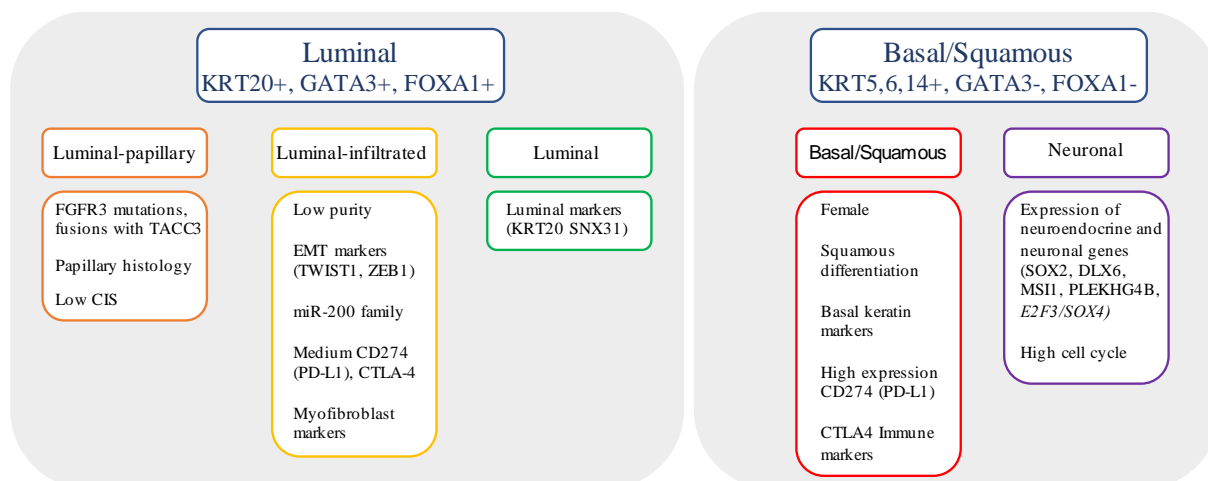 Luminal
KRT20+, GATA3+, FOXA1+
Luminal-papillary
FGFR3 mutations,
fusions with TACC3
Papillary histology
Low CIS
Luminal-infiltrated
Low purity
EMT markers
(TWIST1, ZEB1)
miR-200 family
Medium CD274
(PD-L1), CTLA-4
Myofibroblast
markers
Luminal
Luminal markers
(KRT20 SNX31)
Basal/Squamous
KRT5,6,14+, GATA3-, FOXA1-
Basal/Squamous
Female
Squamous
differentiation
Basal keratin
markers
High expression
CD274 (PD-L1)
CTLA4 Immune
markers
Neuronal
Expression of
neuroendocrine and
neuronal genes
(SOX2, DLX6,
MSI1, PLEKHG4B,
E2F3/SOX4)
High cell cycle